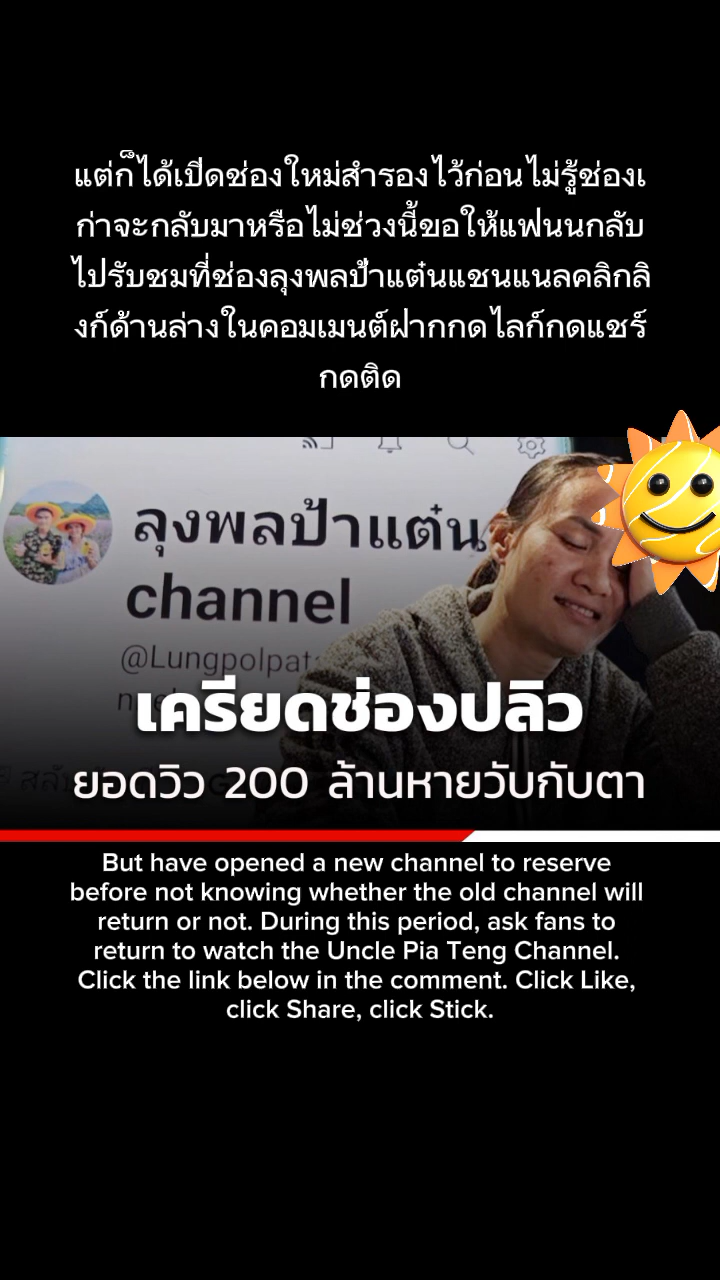 แต่ก็ได้เปิดช่องใหม่สำรองไว้ก่อนไม่รู้ช่องเ
ก่าจะกลับมาหรือไม่ช่วงนี้ขอให้แฟนนกลับ
ไปรับชมที่ช่องลุงพลป้าแต๋นแชนแนลคลิกลิ
งก์ด้านล่างในคอมเมนต์ฝากกดไลก์กดแชร์
กดติด
ลุงพลป้าแต๋น
channel
@Lungpolpat
เครียดช่องปลิว
ยอดวิว 200 ล้านหายวับกับตา
But have opened a new channel to reserve
before not knowing whether the old channel will
return or not. During this period, ask fans to
return to watch the Uncle Pia Teng Channel.
Click the link below in the comment. Click Like,
click Share, click Stick.